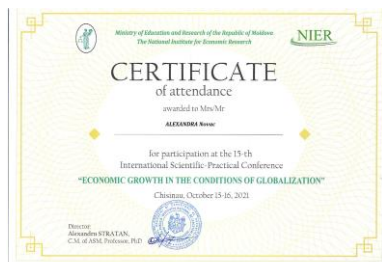 Ministry of Education and Research of the Republic of Moldova
The National Institute for Economic Research
NIER
CERTIFICATE
of attendance
awarded to Mrs/Mr
ALEXANDRA Novac
for participation at the 15-th
International Scientific-Practical Conference
“ECONOMIC GROWTH IN THE CONDITIONS OF GLOBALIZATION”
Chisinau, October 15-16, 2021
Director
Alexandru STRATAN,
C.M. of ASM, Professor, PhD